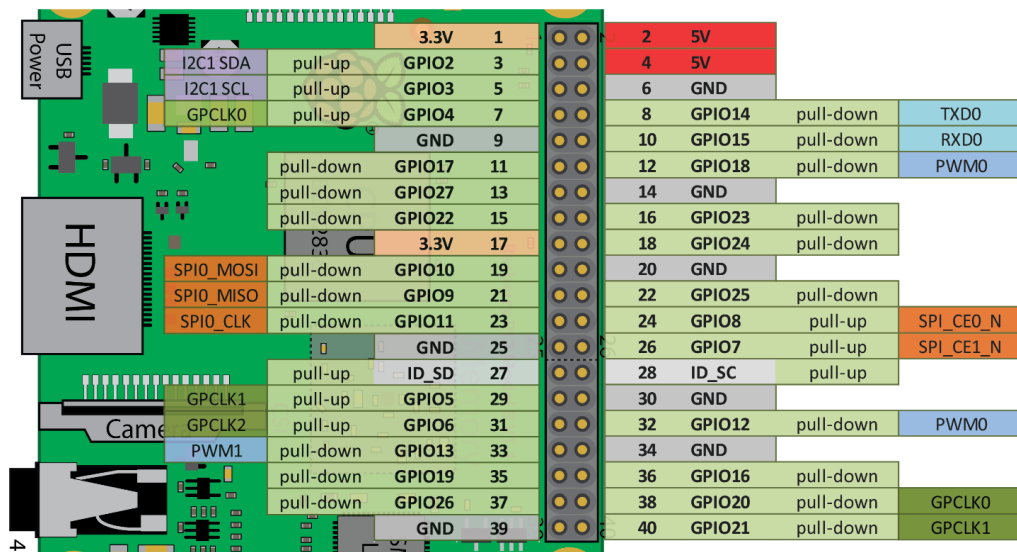 USB Power
3.3V 1 2 5V
I2C1 SDA pull-up GPIO2 3 4 5V
I2C1 SCL pull-up GPIO3 5 6 GND
GPCLK0 pull-up GPIO4 7 8 GPIO14 pull-down TXD0
GND 9 10 GPIO15 pull-down RXD0
pull-down GPIO17 11 12 GPIO18 pull-down PWM0
pull-down GPIO27 13 14 GND
pull-down GPIO22 15 16 GPIO23 pull-down
3.3V 17 18 GPIO24 pull-down
HDMI
SPI0_MOSI pull-down GPIO10 19 20 GND
SPI0_MISO pull-down GPIO9 21 22 GPIO25 pull-down
SPI0_CLK pull-down GPIO11 23 24 GPIO8 pull-up SPI_CE0_N
GND 25 26 GPIO7 pull-up SPI_CE1_N
pull-up ID_SD 27 28 ID_SC pull-up
GPCLK1 pull-up GPIO5 29 30 GND
GPCLK2 pull-up GPIO6 31 32 GPIO12 pull-down PWM0
Came
PWM1 pull-down GPIO13 33 34 GND
pull-down GPIO19 35 36 GPIO16 pull-down
pull-down GPIO26 37 38 GPIO20 pull-down GPCLK0
GND 39 40 GPIO21 pull-down GPCLK1
4